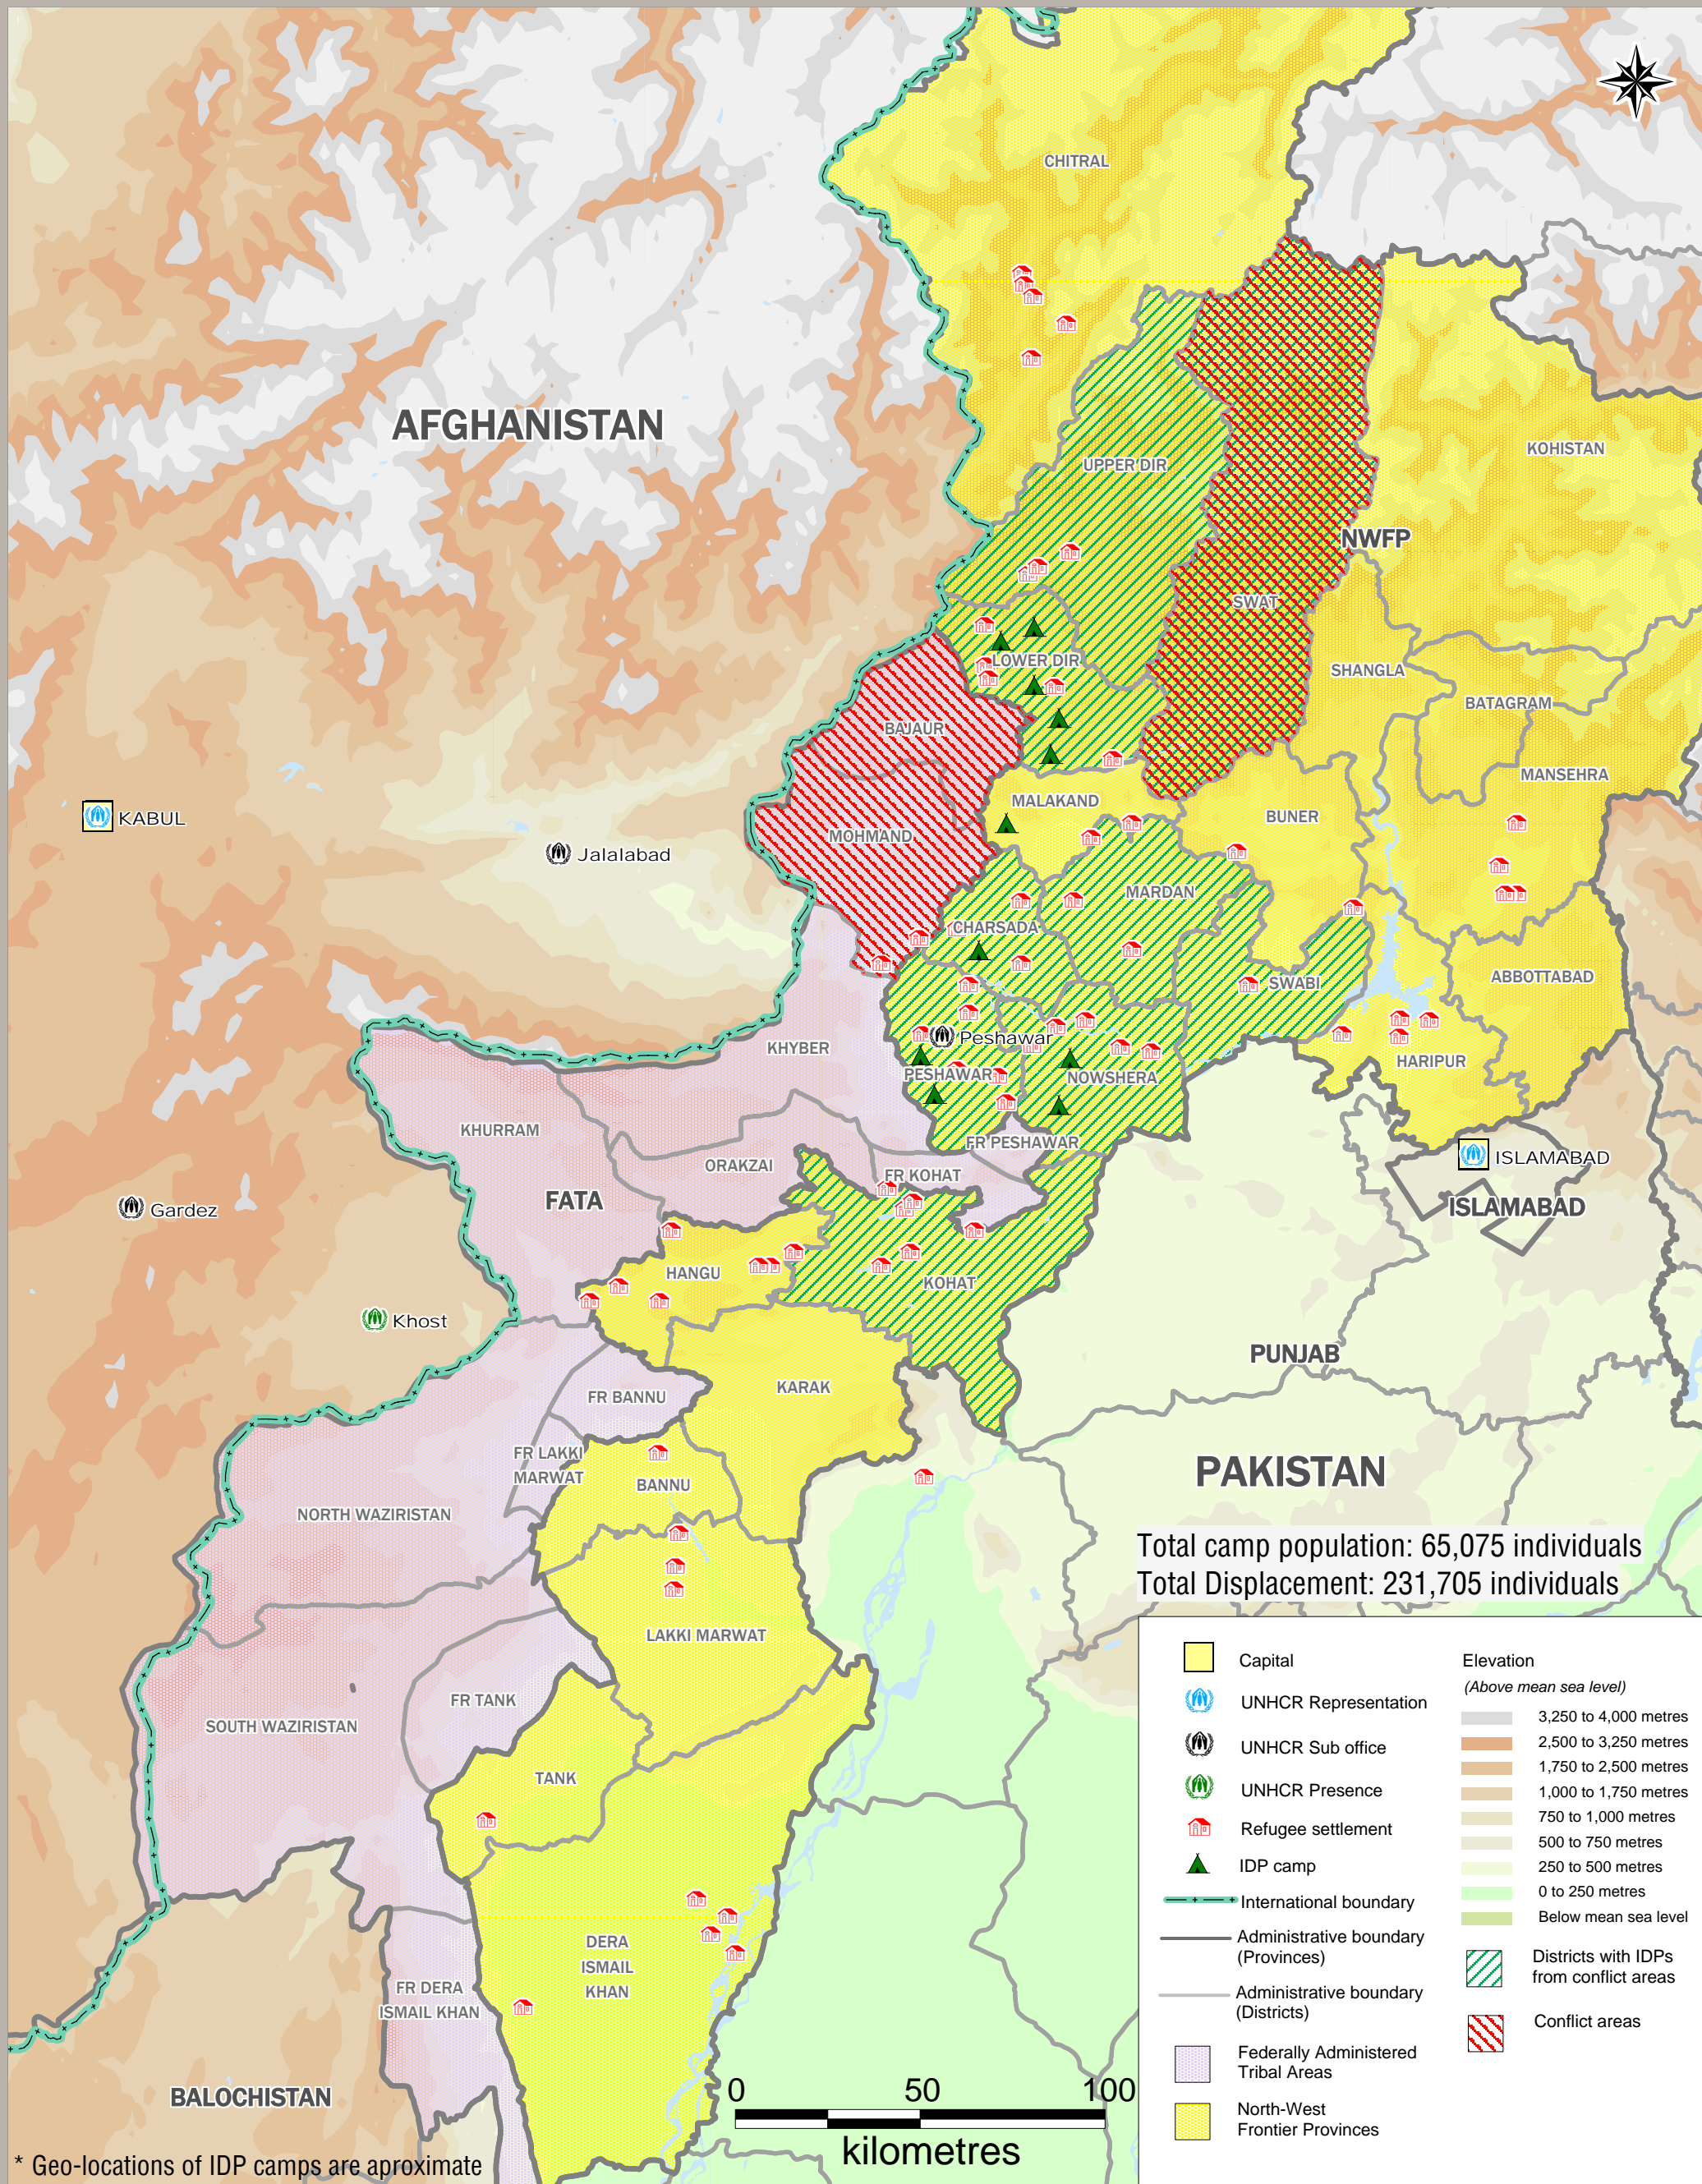 CHITRAL
AFGHANISTAN
KOHISTAN
UPPER DIR
NWFP
SWAT
LOWER DIR
SHANGLA
BATAGRAM
BAJAUR
MANSEHRA
MALAKAND
BUNER
KABUL
MOHMAND
Jalalabad
MARDAN
CHARSADA
ABBOTTABAD
SWABI
Peshawar
KHYBER
HARIPUR
PESHAWAR
NOWSHERA
KHURRAM
FR PESHAWAR
ISLAMABAD
ORAKZAI
FR KOHAT
FATA
ISLAMABAD
Gardez
HANGU
KOHAT
Khost
PUNJAB
KARAK
FR BANNU
FR LAKKI
MARWAT
PAKISTAN
BANNU
NORTH WAZIRISTAN
Total camp population: 65,075 individuals
Total Displacement: 231,705 individuals
LAKKI MARWAT
FR TANK
SOUTH WAZIRISTAN
TANK
DERA
ISMAIL
KHAN
FR DERA
ISMAIL KHAN
BALOCHISTAN
0 50 100
kilometres
* Geo-locations of IDP camps are aproximate
Capital
UNHCR Representation
UNHCR Sub office
UNHCR Presence
Refugee settlement
IDP camp
International boundary
Administrative boundary
(Provinces)
Administrative boundary
(Districts)
Federally Administered
Tribal Areas
North-West
Frontier Provinces
Elevation
(Above mean sea level)
3,250 to 4,000 metres
2,500 to 3,250 metres
1,750 to 2,500 metres
1,000 to 1,750 metres
750 to 1,000 metres
500 to 750 metres
250 to 500 metres
0 to 250 metres
Below mean sea level
Districts with IDPs
from conflict areas
Conflict areas